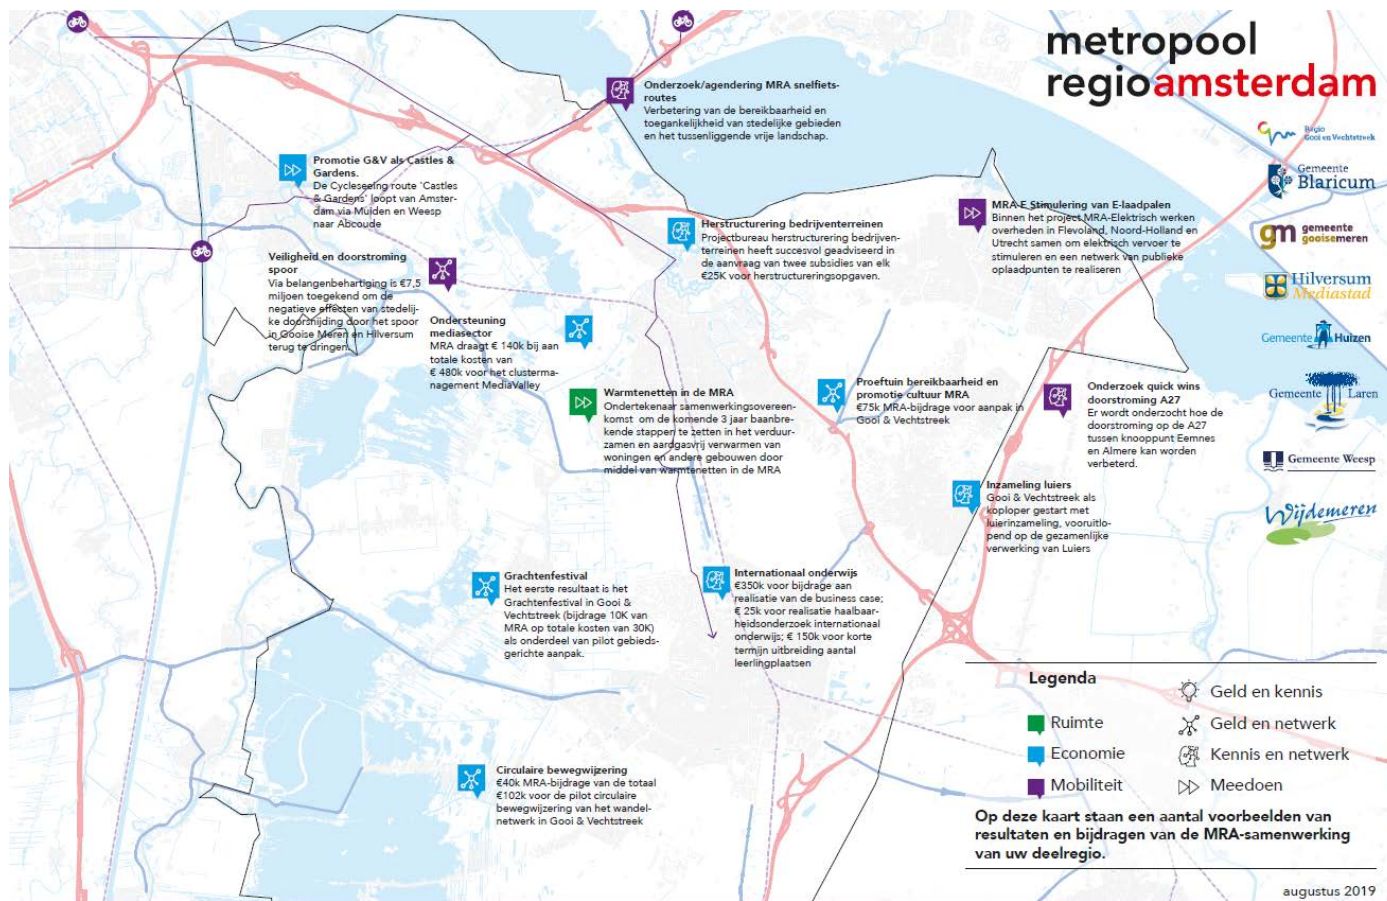 metropool
regioamsterdam
Regio
Gooi en Vechtstreek
Gemeente
Blaricum
gm gemeente
gooisemeren
Hilversum
Mediastad
Gemeente Huizen
Gemeente Laren
Gemeente Weesp
Wijdemeren
Onderzoek/agendering MRA snelfiets-
routes
Verbetering van de bereikbaarheid en
toegankelijkheid van stedelijke gebieden
en het tussenliggende vrije landschap.
Promotie G&V als Castles &
Gardens.
De Cycleseeing route 'Castles
& Gardens' loopt van Amster-
dam via Muiden en Weesp
naar Abcoude
Herstructurering bedrijventerreinen
Projectbureau herstructurering bedrijven-
terreinen heeft succesvol geadviseerd in
de aanvraag van twee subsidies van elk
€25K voor herstructureringsopgaven.
MRA-E Stimulering van E-laadpalen
Binnen het project MRA-Elektrisch werken
overheden in Flevoland, Noord-Holland en
Utrecht samen om elektrisch vervoer te
stimuleren en een netwerk van publieke
oplaadpunten te realiseren
Veiligheid en doorstroming
spoor
Via belangenbehartiging is €7,5
miljoen toegekend om de
negatieve effecten van stedelij-
ke doorsnijding door het spoor
in Gooise Meren en Hilversum
terug te dringen.
Ondersteuning
mediasector
MRA draagt € 140k bij aan
totale kosten van
€ 480k voor het clusterma-
nagement MediaValley
Warmtenetten in de MRA
Ondertekenaar samenwerkingsovereen-
komst om de komende 3 jaar baanbre-
kende stappen te zetten in het verduur-
zamen en aardgasvrij verwarmen van
woningen en andere gebouwen door
middel van warmtenetten in de MRA
Proeftuin bereikbaarheid en
promotie cultuur MRA
€75k MRA-bijdrage voor aanpak in
Gooi & Vechtstreek
Onderzoek quick wins
doorstroming A27
Er wordt onderzocht hoe de
doorstroming op de A27
tussen knooppunt Eemnes
en Almere kan worden
verbeterd.
Inzameling luiers
Gooi & Vechtstreek als
koploper gestart met
luierinzameling, vooruitlo-
pend op de gezamenlijke
verwerking van Luiers
Grachtenfestival
Het eerste resultaat is het
Grachtenfestival in Gooi &
Vechtstreek (bijdrage 10K van
MRA op totale kosten van 30K)
als onderdeel van pilot gebieds-
gerichte aanpak.
Internationaal onderwijs
€350k voor bijdrage aan
realisatie van de business case;
€ 25k voor realisatie haalbaar-
heidsonderzoek internationaal
onderwijs; € 150k voor korte
termijn uitbreiding aantal
leerlingplaatsen
Circulaire bewegwijzering
€40k MRA-bijdrage van de totaal
€102k voor de pilot circulaire
bewegwijzering van het wandel-
netwerk in Gooi & Vechtstreek
Legenda
Ruimte
Economie
Mobiliteit
Geld en kennis
Geld en netwerk
Kennis en netwerk
Meedoen
Op deze kaart staan een aantal voorbeelden van
resultaten en bijdragen van de MRA-samenwerking
van uw deelregio.
augustus 2019